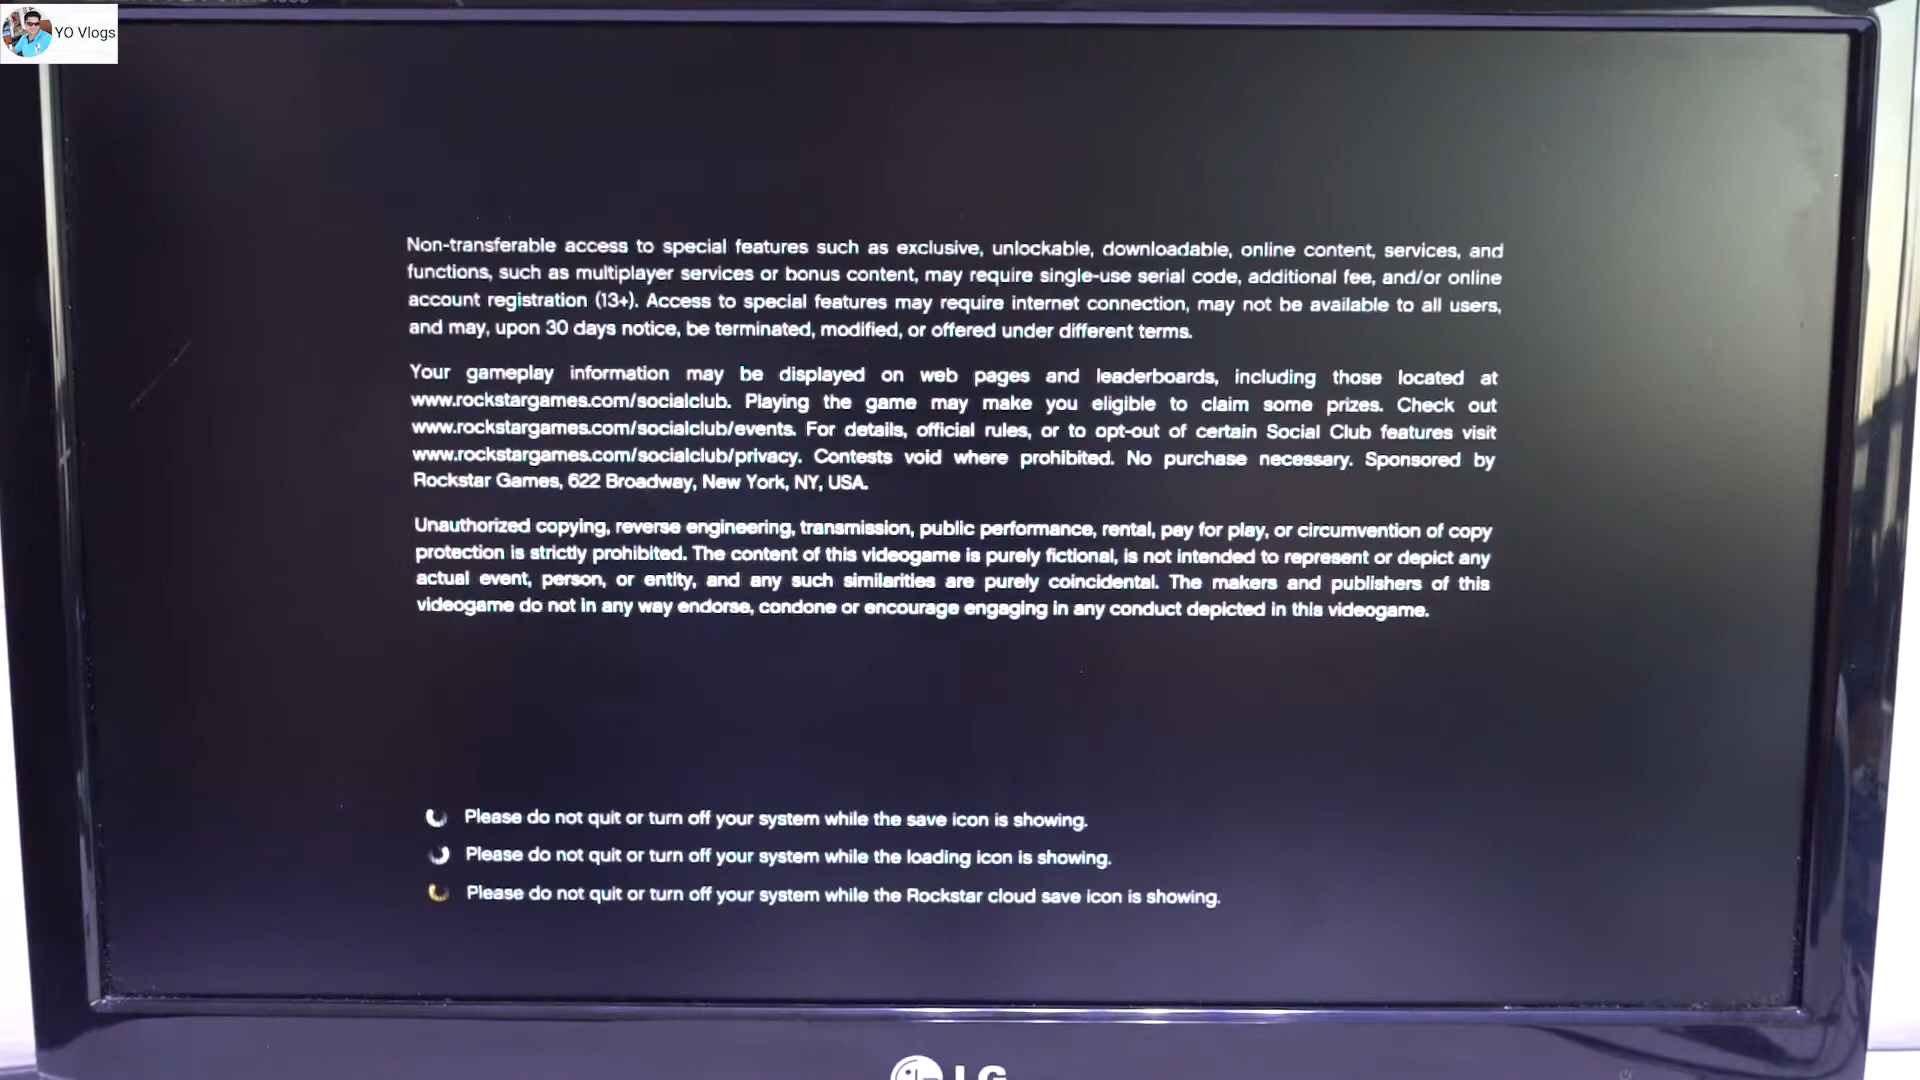 YO Vlogs
Non-transferable access to special features such as exclusive, unlockable, downloadable, online content, services, and
functions, such as multiplayer services or bonus content, may require single-use serial code, additional fee, and/or online
account registration (13+). Access to special features may require internet connection, may not be available to all users,
and may, upon 30 days notice, be terminated, modified, or offered under different terms.
Your gameplay information may be displayed on web pages and leaderboards, including those located at
www.rockstargames.com/socialclub. Playing the game may make you eligible to claim some prizes. Check out
www.rockstargames.com/socialclub/events. For details, official rules, or to opt-out of certain Social Club features visit
www.rockstargames.com/socialclub/privacy. Contests void where prohibited. No purchase necessary. Sponsored by
Rockstar Games, 622 Broadway, New York, NY, USA.
Unauthorized copying, reverse engineering, transmission, public performance, rental, pay for play, or circumvention of copy
protection is strictly prohibited. The content of this videogame is purely fictional, is not intended to represent or depict any
actual event, person, or entity, and any such similarities are purely coincidental. The makers and publishers of this
videogame do not in any way endorse, condone or encourage engaging in any conduct depicted in this videogame.
Please do not quit or turn off your system while the save icon is showing.
Please do not quit or turn off your system while the loading icon is showing.
Please do not quit or turn off your system while the Rockstar cloud save icon is showing.
LG